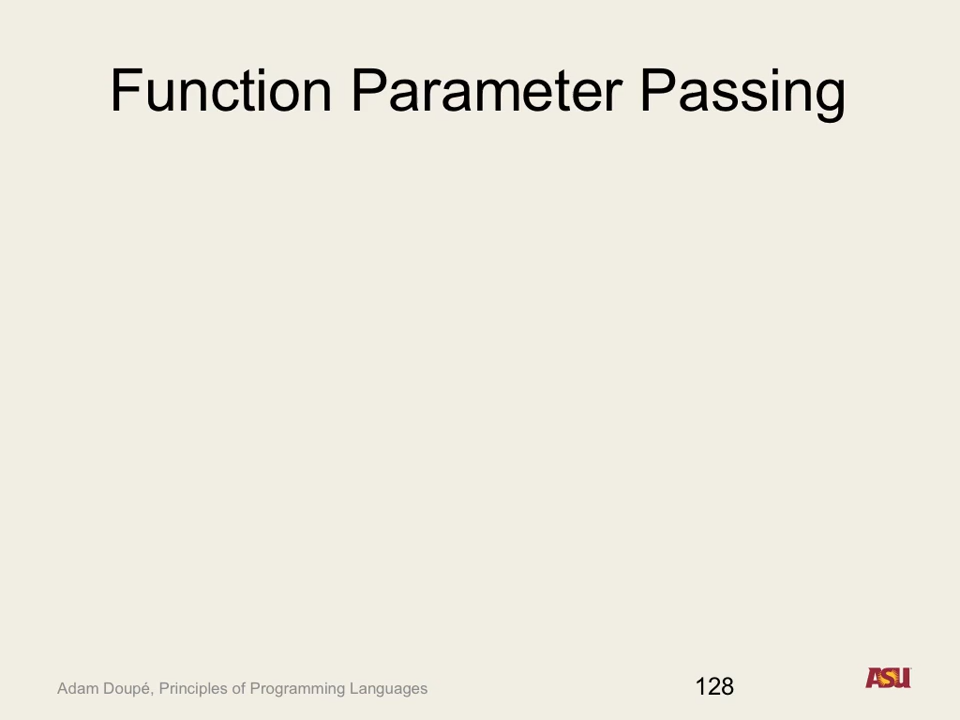 Function Parameter Passing
Adam Doupé, Principles of Programming Languages
128
ASU